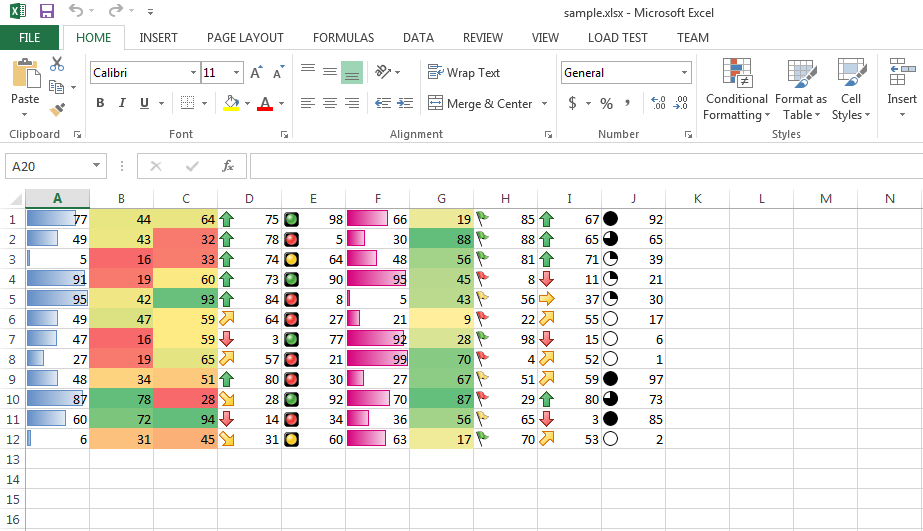 sample.xlsx - Microsoft Excel
FILE HOME INSERT PAGE LAYOUT FORMULAS DATA REVIEW VIEW LOAD TEST TEAM
Calibri 11 Wrap Text General
Paste B I U A Merge & Center $ % , Conditional Formatting Format as Table Cell Styles Insert
Clipboard Font Alignment Number Styles
A20 fx
A B C D E F G H I J K L M N
1 77 44 64 75 98 66 19 85 67 92
2 49 43 32 78 5 30 88 88 65 65
3 5 16 33 74 64 48 56 81 71 39
4 91 19 60 73 90 95 45 8 11 21
5 95 42 93 84 8 5 43 56 37 30
6 49 47 59 64 27 21 9 22 55 17
7 47 16 59 3 77 92 28 98 15 6
8 27 19 65 57 21 99 70 4 52 1
9 48 34 51 80 30 27 67 51 59 97
10 87 78 28 28 92 70 87 29 80 73
11 60 72 94 14 34 36 56 65 3 85
12 6 31 45 31 60 63 17 70 53 2
13
14
15
16